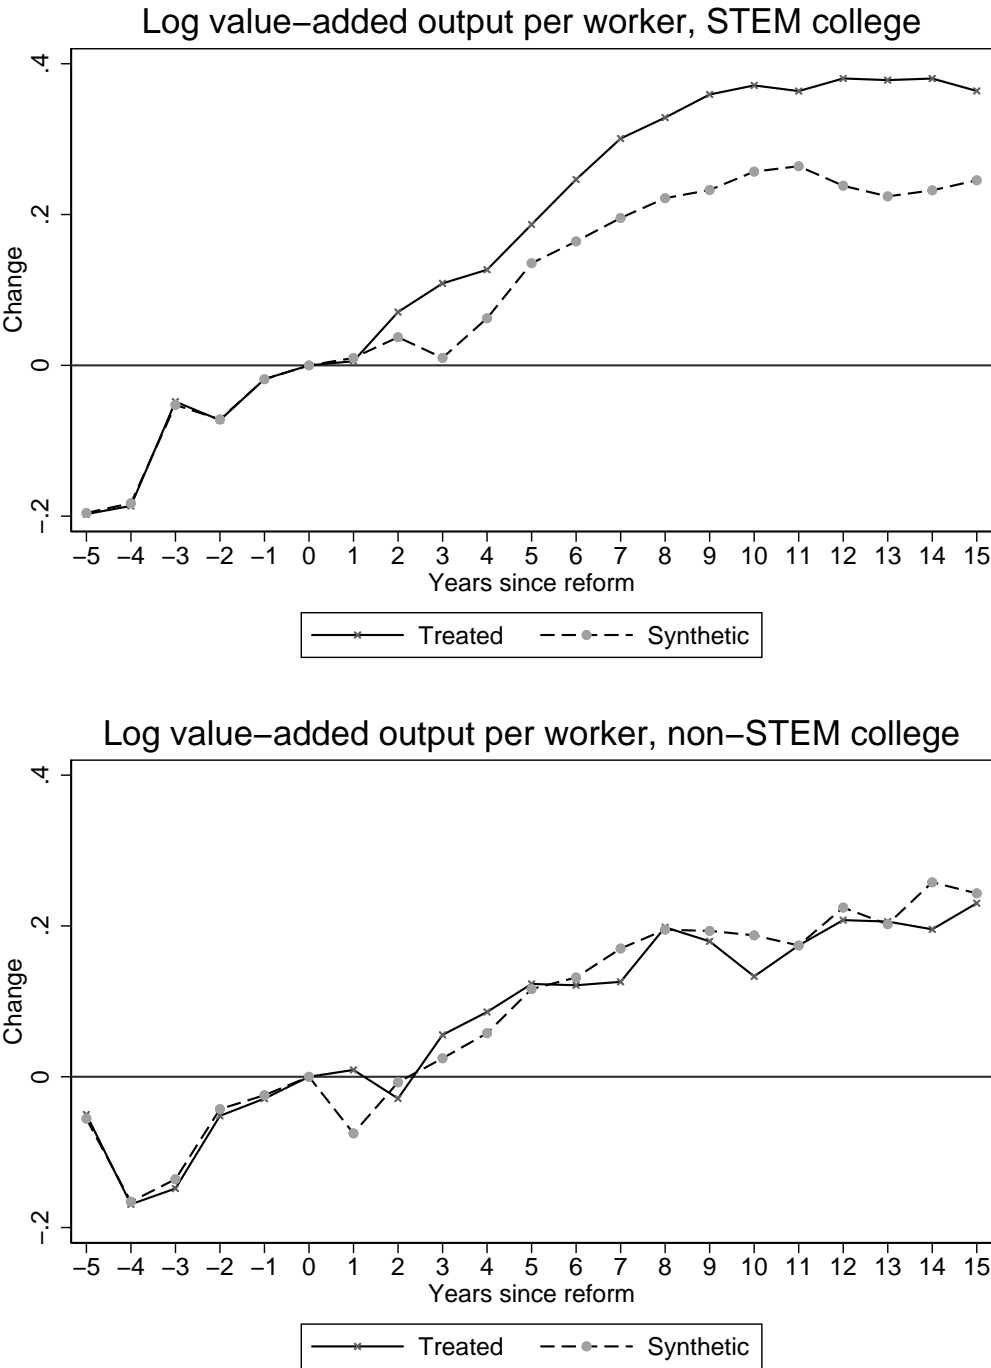 Log value−added output per worker, STEM college
.4
.2
0
−.2
Change
−5 −4 −3 −2 −1 0 1 2 3 4 5 6 7 8 9 10 11 12 13 14 15
Years since reform
Treated Synthetic
Log value−added output per worker, non−STEM college
.4
.2
0
−.2
Change
−5 −4 −3 −2 −1 0 1 2 3 4 5 6 7 8 9 10 11 12 13 14 15
Years since reform
Treated Synthetic